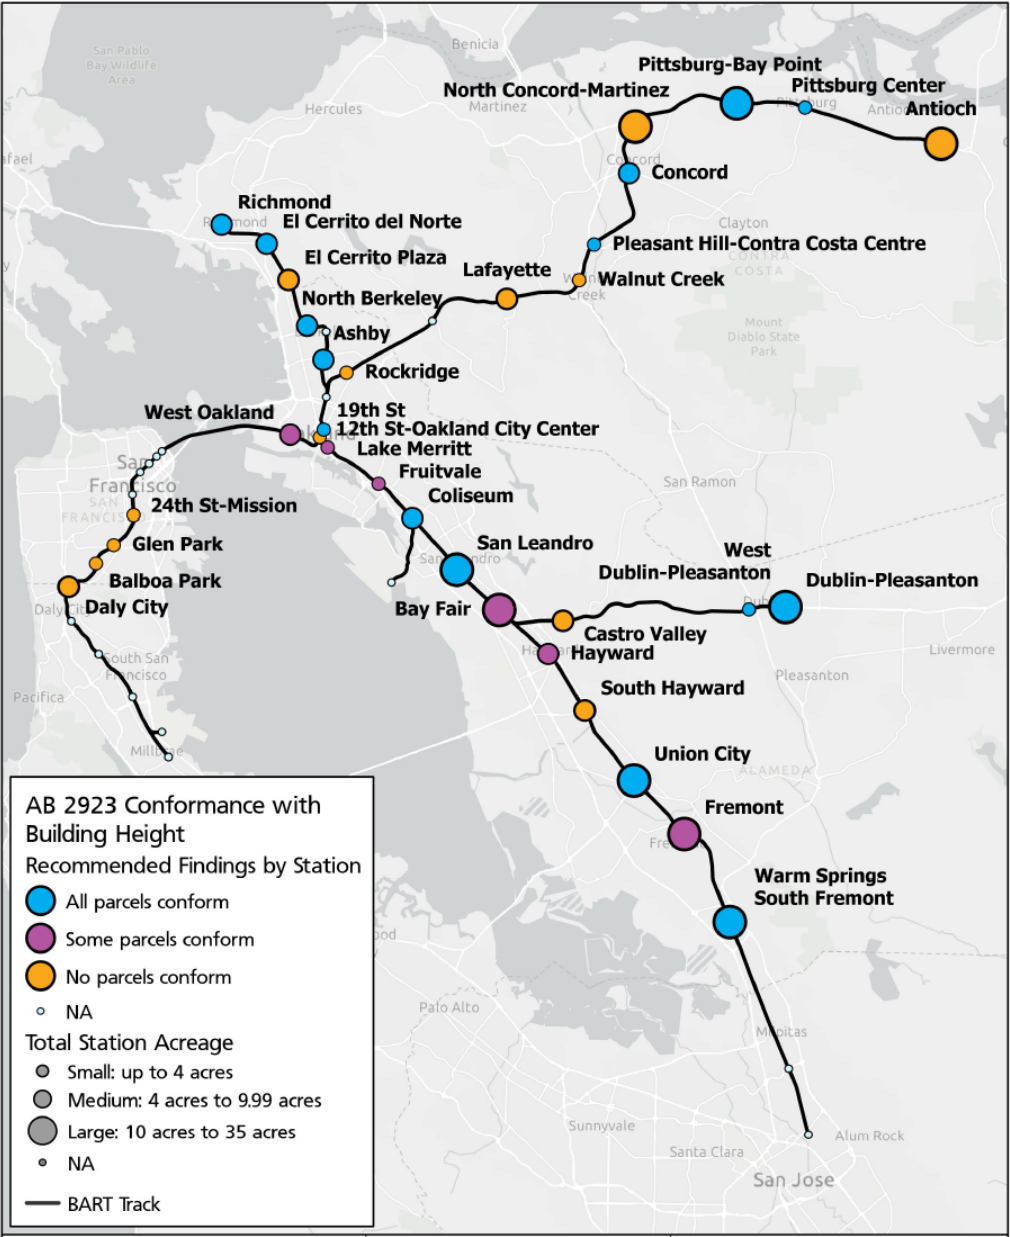 San Pablo
Bay Wildlife
Area
Benicia
Hercules
Martinez
Pittsburg-Bay Point
North Concord-Martinez
Pittsburg Center
Antioch
Concord
Concord
Richmond
El Cerrito del Norte
El Cerrito Plaza
North Berkeley
Ashby
Clayton
CONTRA
COSTA
Pleasant Hill-Contra Costa Centre
Lafayette
Walnut Creek
Creek
Mount
Diablo State
Park
Rockridge
West Oakland
19th St
12th St-Oakland City Center
Lake Merritt
Fruitvale
Coliseum
San
Francisco
SAN
24th St-Mission
Glen Park
Balboa Park
Daly City
San Ramon
San Leandro
Bay Fair
West
Dublin-Pleasanton
Dublin-Pleasanton
Castro Valley
Hayward
South Hayward
Livermore
Pleasanton
South San
Francisco
Pacifica
Union City
ALAMEDA
Fremont
Warm Springs
South Fremont
Palo Alto
Sunnyvale
Santa Clara
Alum Rock
San Jose
AB 2923 Conformance with
Building Height
Recommended Findings by Station
All parcels conform
Some parcels conform
No parcels conform
NA
Total Station Acreage
Small: up to 4 acres
Medium: 4 acres to 9.99 acres
Large: 10 acres to 35 acres
NA
BART Track